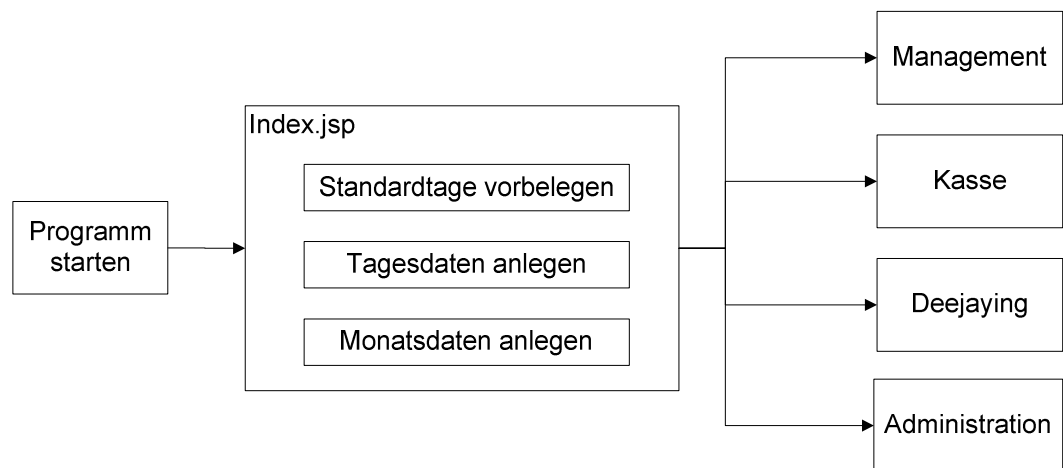 Programm
starten
Index.jsp
Standardtage vorbelegen
Tagesdaten anlegen
Monatsdaten anlegen
Management
Kasse
Deejaying
Administration